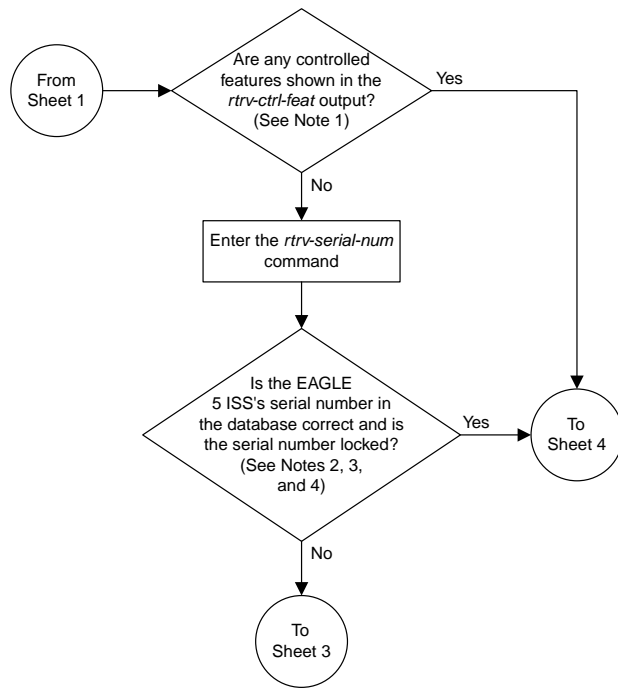 From
Sheet 1
Are any controlled
features shown in the
rtrv-ctrl-feat output?
(See Note 1)
Yes
No
Enter the rtrv-serial-num
command
Is the EAGLE
5 ISS's serial number in
the database correct and is
the serial number locked?
(See Notes 2, 3,
and 4)
Yes
To
Sheet 4
No
To
Sheet 3